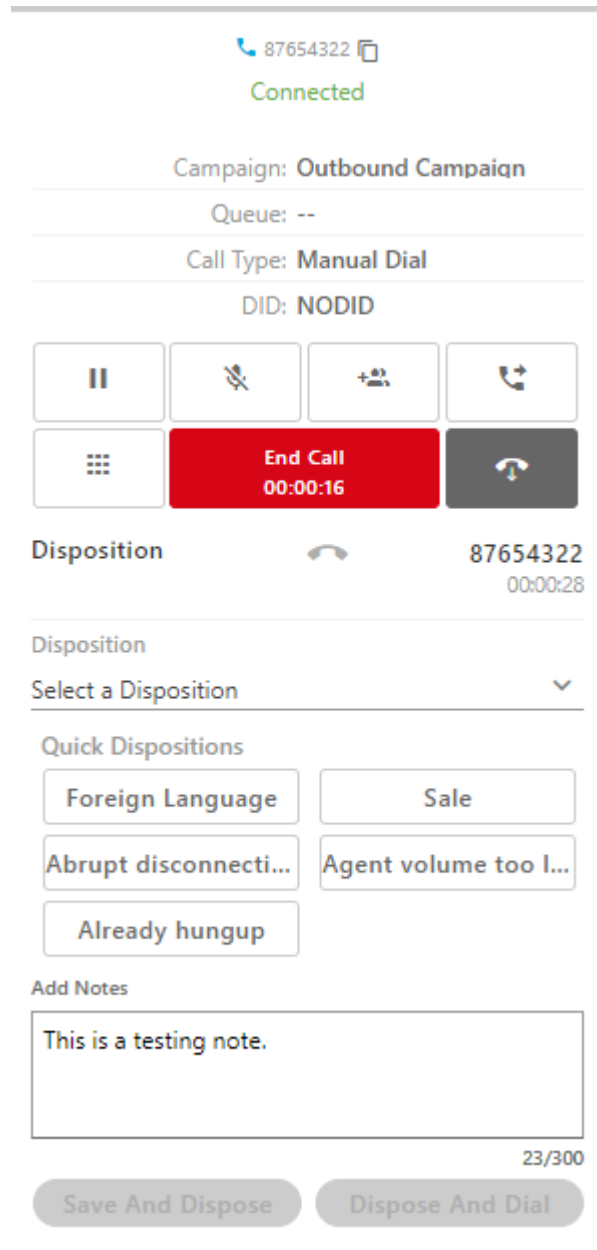 87654322
Connected
Campaign: Outbound Campaign
Queue: --
Call Type: Manual Dial
DID: NODID
End Call
00:00:16
Disposition 87654322
00:00:28
Disposition
Select a Disposition
Quick Dispositions
Foreign Language Sale
Abrupt disconnecti... Agent volume too l...
Already hungup
Add Notes
This is a testing note.
23/300
Save And Dispose Dispose And Dial